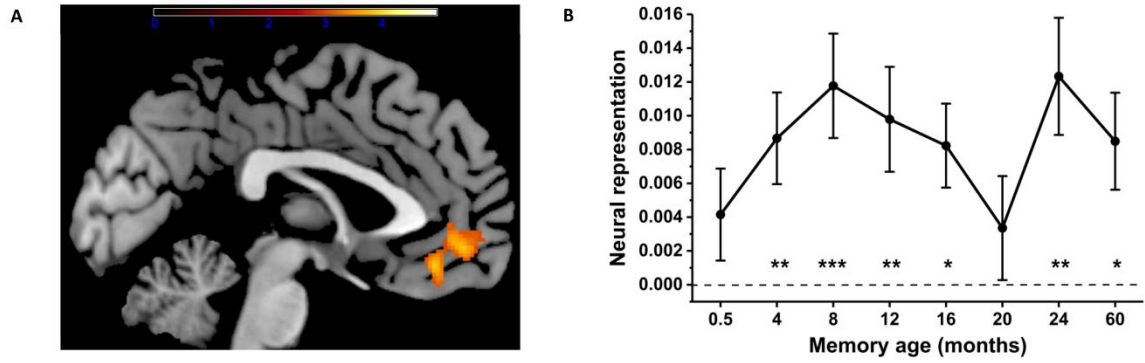 A
0 1 2 3 4
B
Neural representation
0.016
0.014
0.012
0.010
0.008
0.006
0.004
0.002
0.000
** *** ** * ** *
0.5 4 8 12 16 20 24 60
Memory age (months)